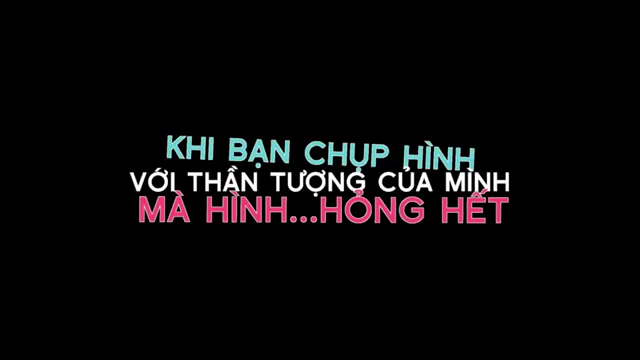 KHI BẠN CHỤP HÌNH
VỚI THẦN TƯỢNG CỦA MÌNH
MÀ HÌNH...HỎNG HẾT